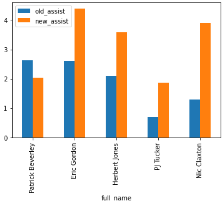 old_assist
new_assist
4
3
2
1
0
Patrick Beverley
Eric Gordon
Herbert Jones
PJ Tucker
Nic Claxton
full_name